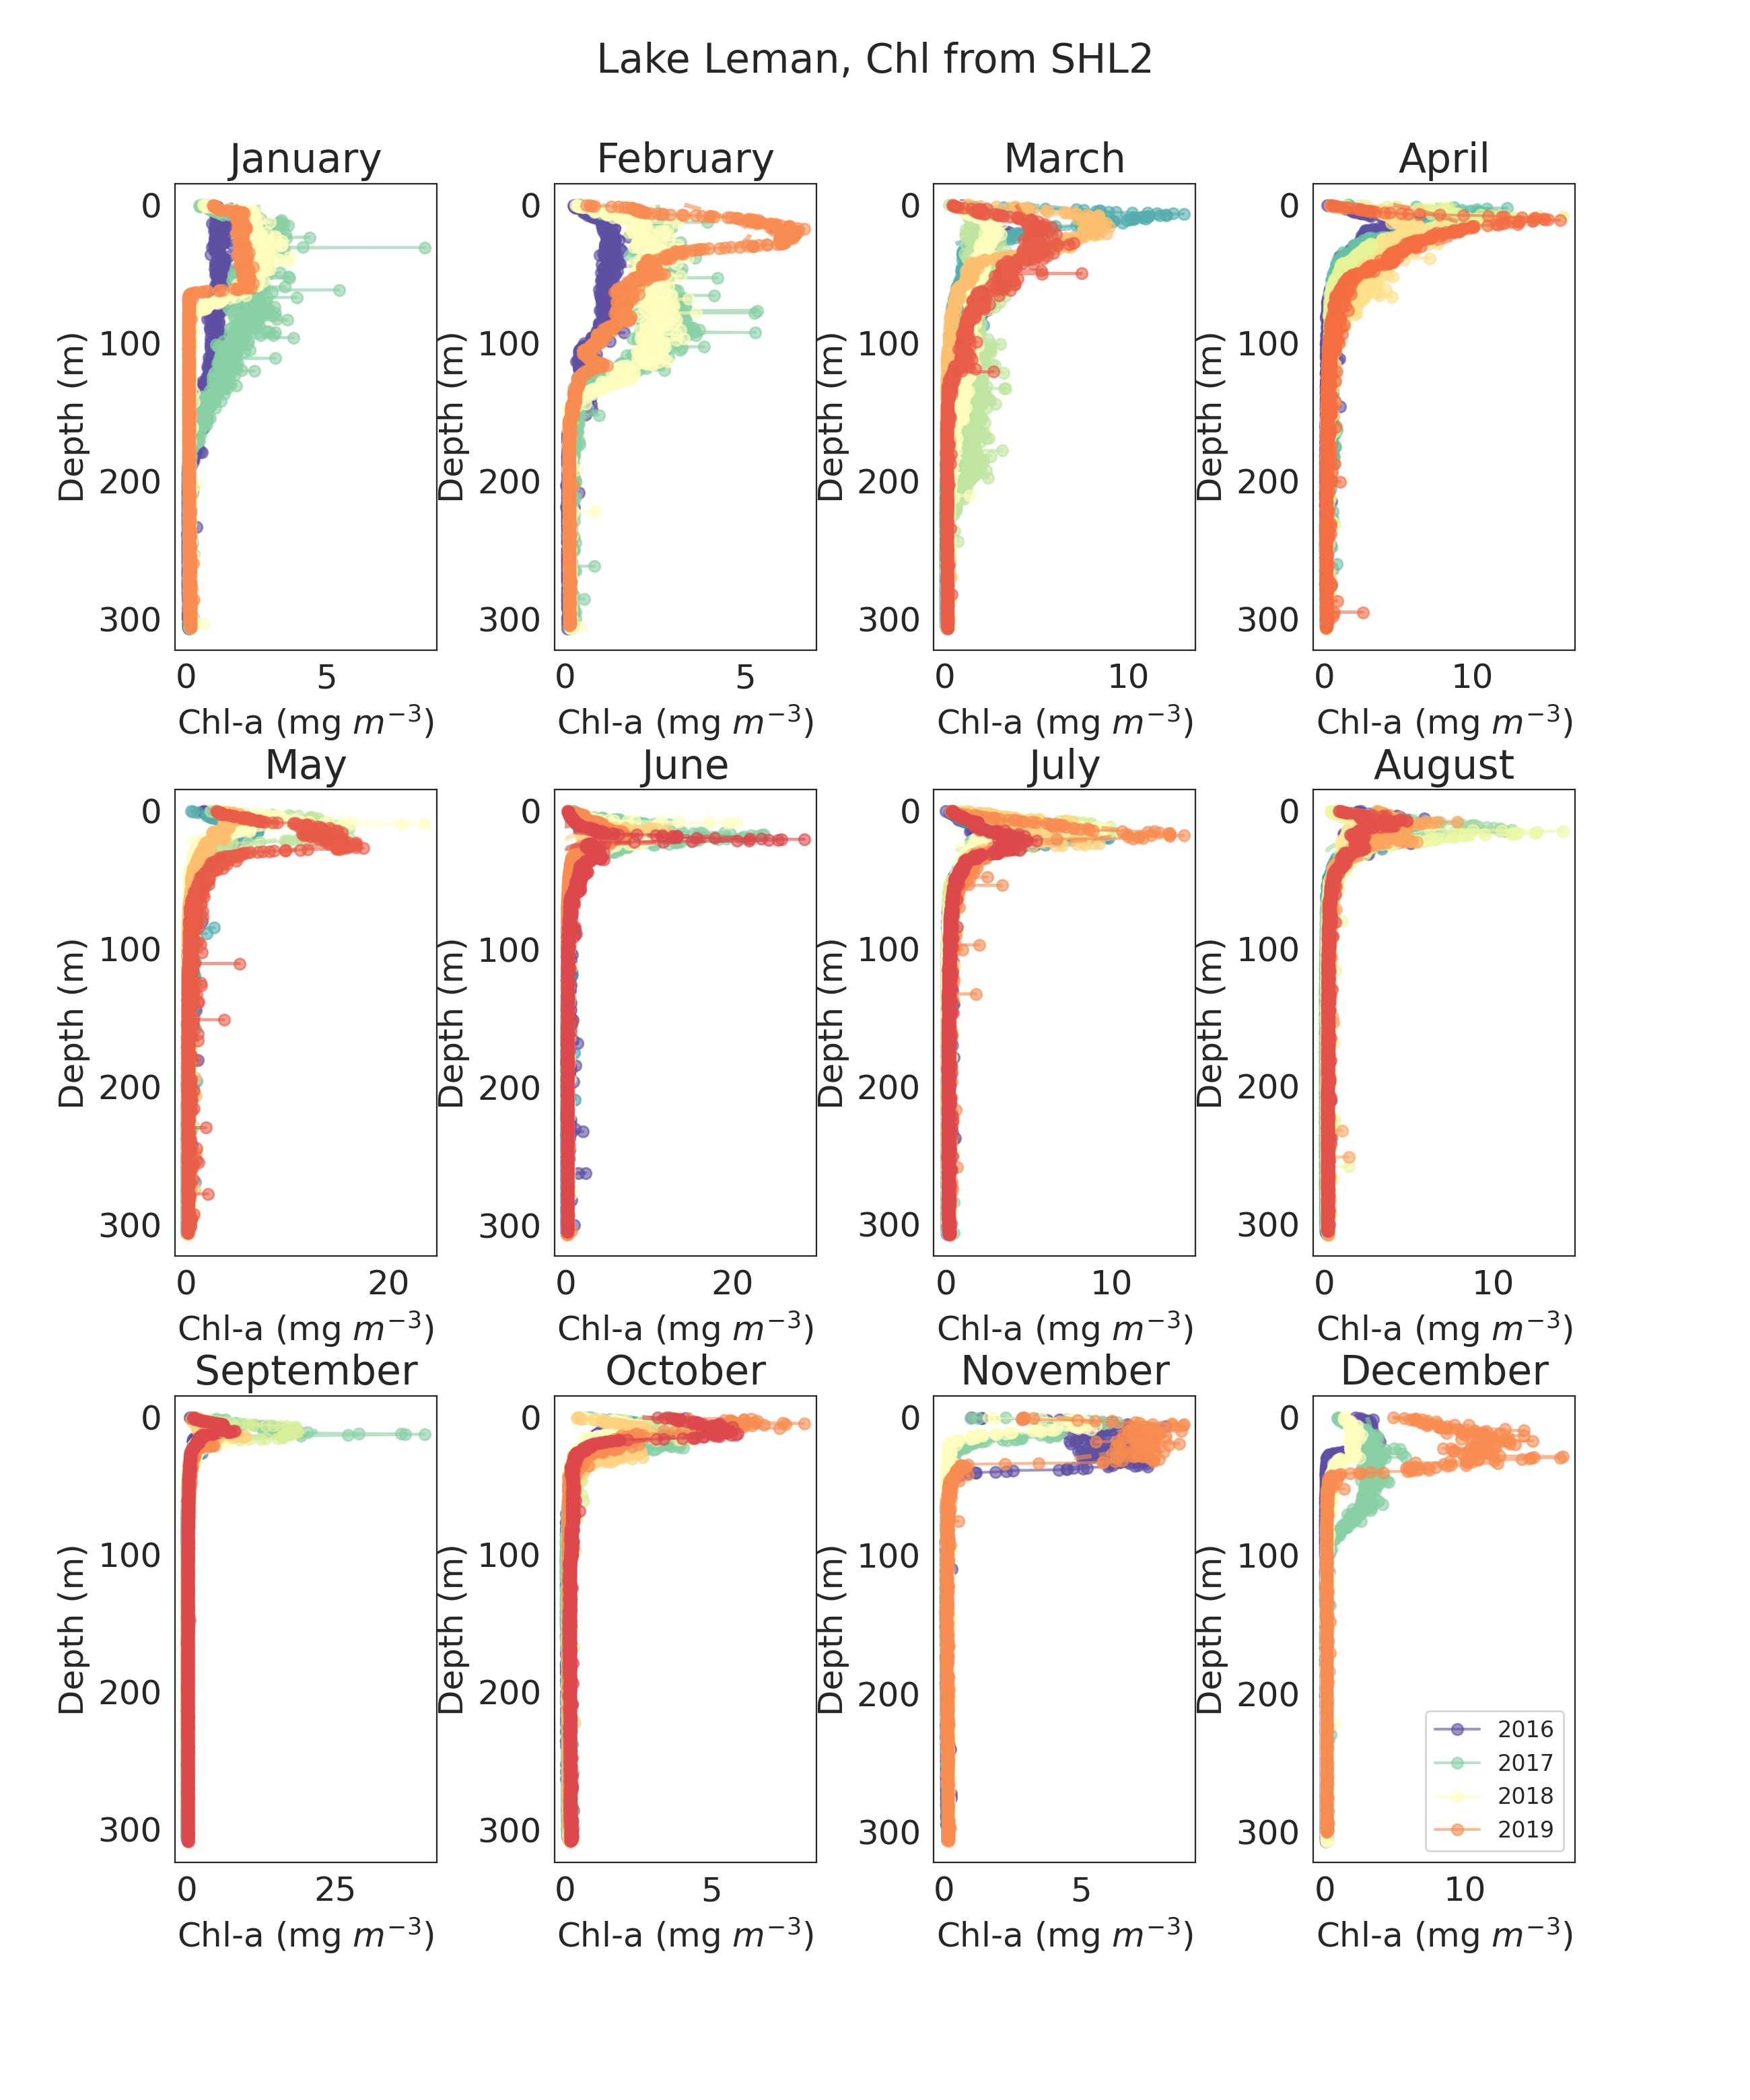 Lake Leman, Chl from SHL2
January
0
100
200
300
Depth (m)
0 5
Chl-a (mg m⁻³)
February
0
100
200
300
Depth (m)
0 5
Chl-a (mg m⁻³)
March
0
100
200
300
Depth (m)
0 10
Chl-a (mg m⁻³)
April
0
100
200
300
Depth (m)
0 10
Chl-a (mg m⁻³)
May
0
100
200
300
Depth (m)
0 20
Chl-a (mg m⁻³)
June
0
100
200
300
Depth (m)
0 20
Chl-a (mg m⁻³)
July
0
100
200
300
Depth (m)
0 10
Chl-a (mg m⁻³)
August
0
100
200
300
Depth (m)
0 10
Chl-a (mg m⁻³)
September
0
100
200
300
Depth (m)
0 25
Chl-a (mg m⁻³)
October
0
100
200
300
Depth (m)
0 5
Chl-a (mg m⁻³)
November
0
100
200
300
Depth (m)
0 5
Chl-a (mg m⁻³)
December
0
100
200
300
Depth (m)
2016
2017
2018
2019
0 10
Chl-a (mg m⁻³)